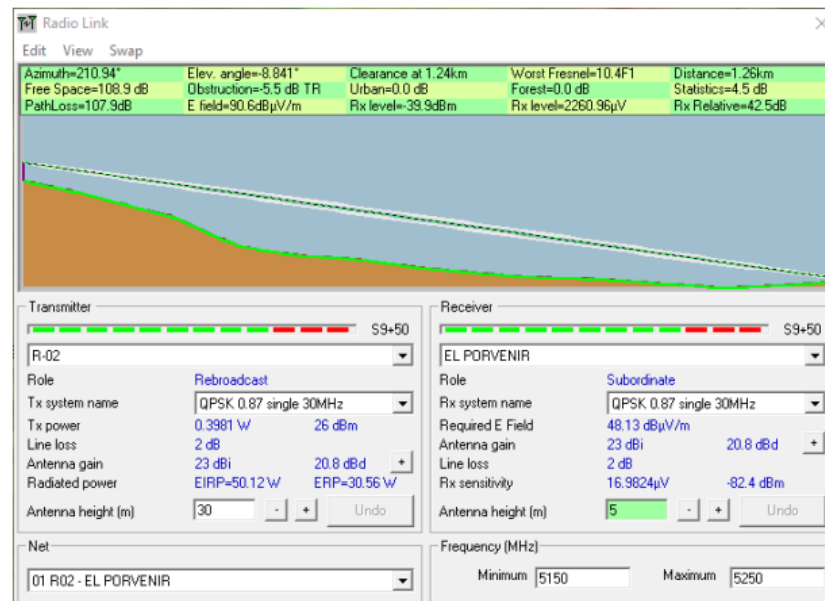 Radio Link
Edit View Swap
Azimuth=210.94° Elev. angle=-8.841° Clearance at 1.24km Worst Fresnel=10.4F1 Distance=1.26km
Free Space=108.9 dB Obstruction=-5.5 dB TR Urban=0.0 dB Forest=0.0 dB Statistics=4.5 dB
PathLoss=107.9dB E field=90.6dBµV/m Rx level=-39.9dBm Rx level=2260.96µV Rx Relative=42.5dB
Transmitter
S9+50
R-02
Role Rebroadcast
Tx system name QPSK 0.87 single 30MHz
Tx power 0.3981 W 26 dBm
Line loss 2 dB
Antenna gain 23 dBi 20.8 dBd +
Radiated power EIRP=50.12 W ERP=30.56 W
Antenna height (m) 30 - + Undo
Receiver
S9+50
EL PORVENIR
Role Subordinate
Rx system name QPSK 0.87 single 30MHz
Required E Field 48.13 dBµV/m
Antenna gain 23 dBi 20.8 dBd +
Line loss 2 dB
Rx sensitivity 16.9824µV -82.4 dBm
Antenna height (m) 5 - + Undo
Net
01 R02 - EL PORVENIR
Frequency (MHz)
Minimum 5150 Maximum 5250